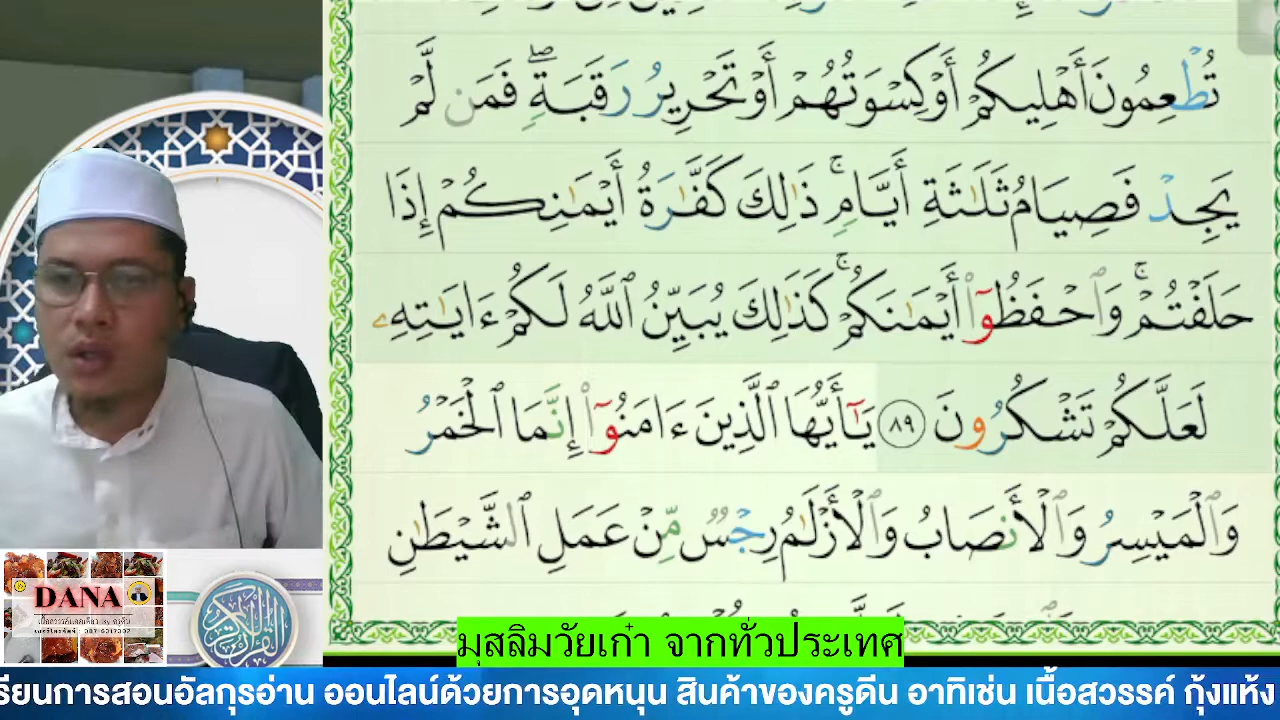 تُطْعِمُونَ أَهْلِيكُمْ أَوْ كِسْوَتُهُمْ أَوْ تَحْرِيرُ رَقَبَةٍ ۖ فَمَن لَّمْ
يَجِدْ فَصِيَامُ ثَلَٰثَةِ أَيَّامٍ ۚ ذَٰلِكَ كَفَّٰرَةُ أَيْمَٰنِكُمْ إِذَا
حَلَفْتُمْ ۚ وَٱحْفَظُوٓا۟ أَيْمَٰنَكُمْ ۚ كَذَٰلِكَ يُبَيِّنُ ٱللَّهُ لَكُمْ ءَايَٰتِهِۦ
لَعَلَّكُمْ تَشْكُرُونَ ٨٩ يَٰٓأَيُّهَا ٱلَّذِينَ ءَامَنُوٓا۟ إِنَّمَا ٱلْخَمْرُ
وَٱلْمَيْسِرُ وَٱلْأَنصَابُ وَٱلْأَزْلَٰمُ رِجْسٌ مِّنْ عَمَلِ ٱلشَّيْطَٰنِ
DANA
القرآن الكريم
มุสลิมวัยเก๋า จากทั่วประเทศ
รียนการสอนอัลกุรอ่าน ออนไลน์ด้วยการอุดหนุน สินค้าของครูดีน อาทิเช่น เนื้อสวรรค์ กุ้งแห้ง